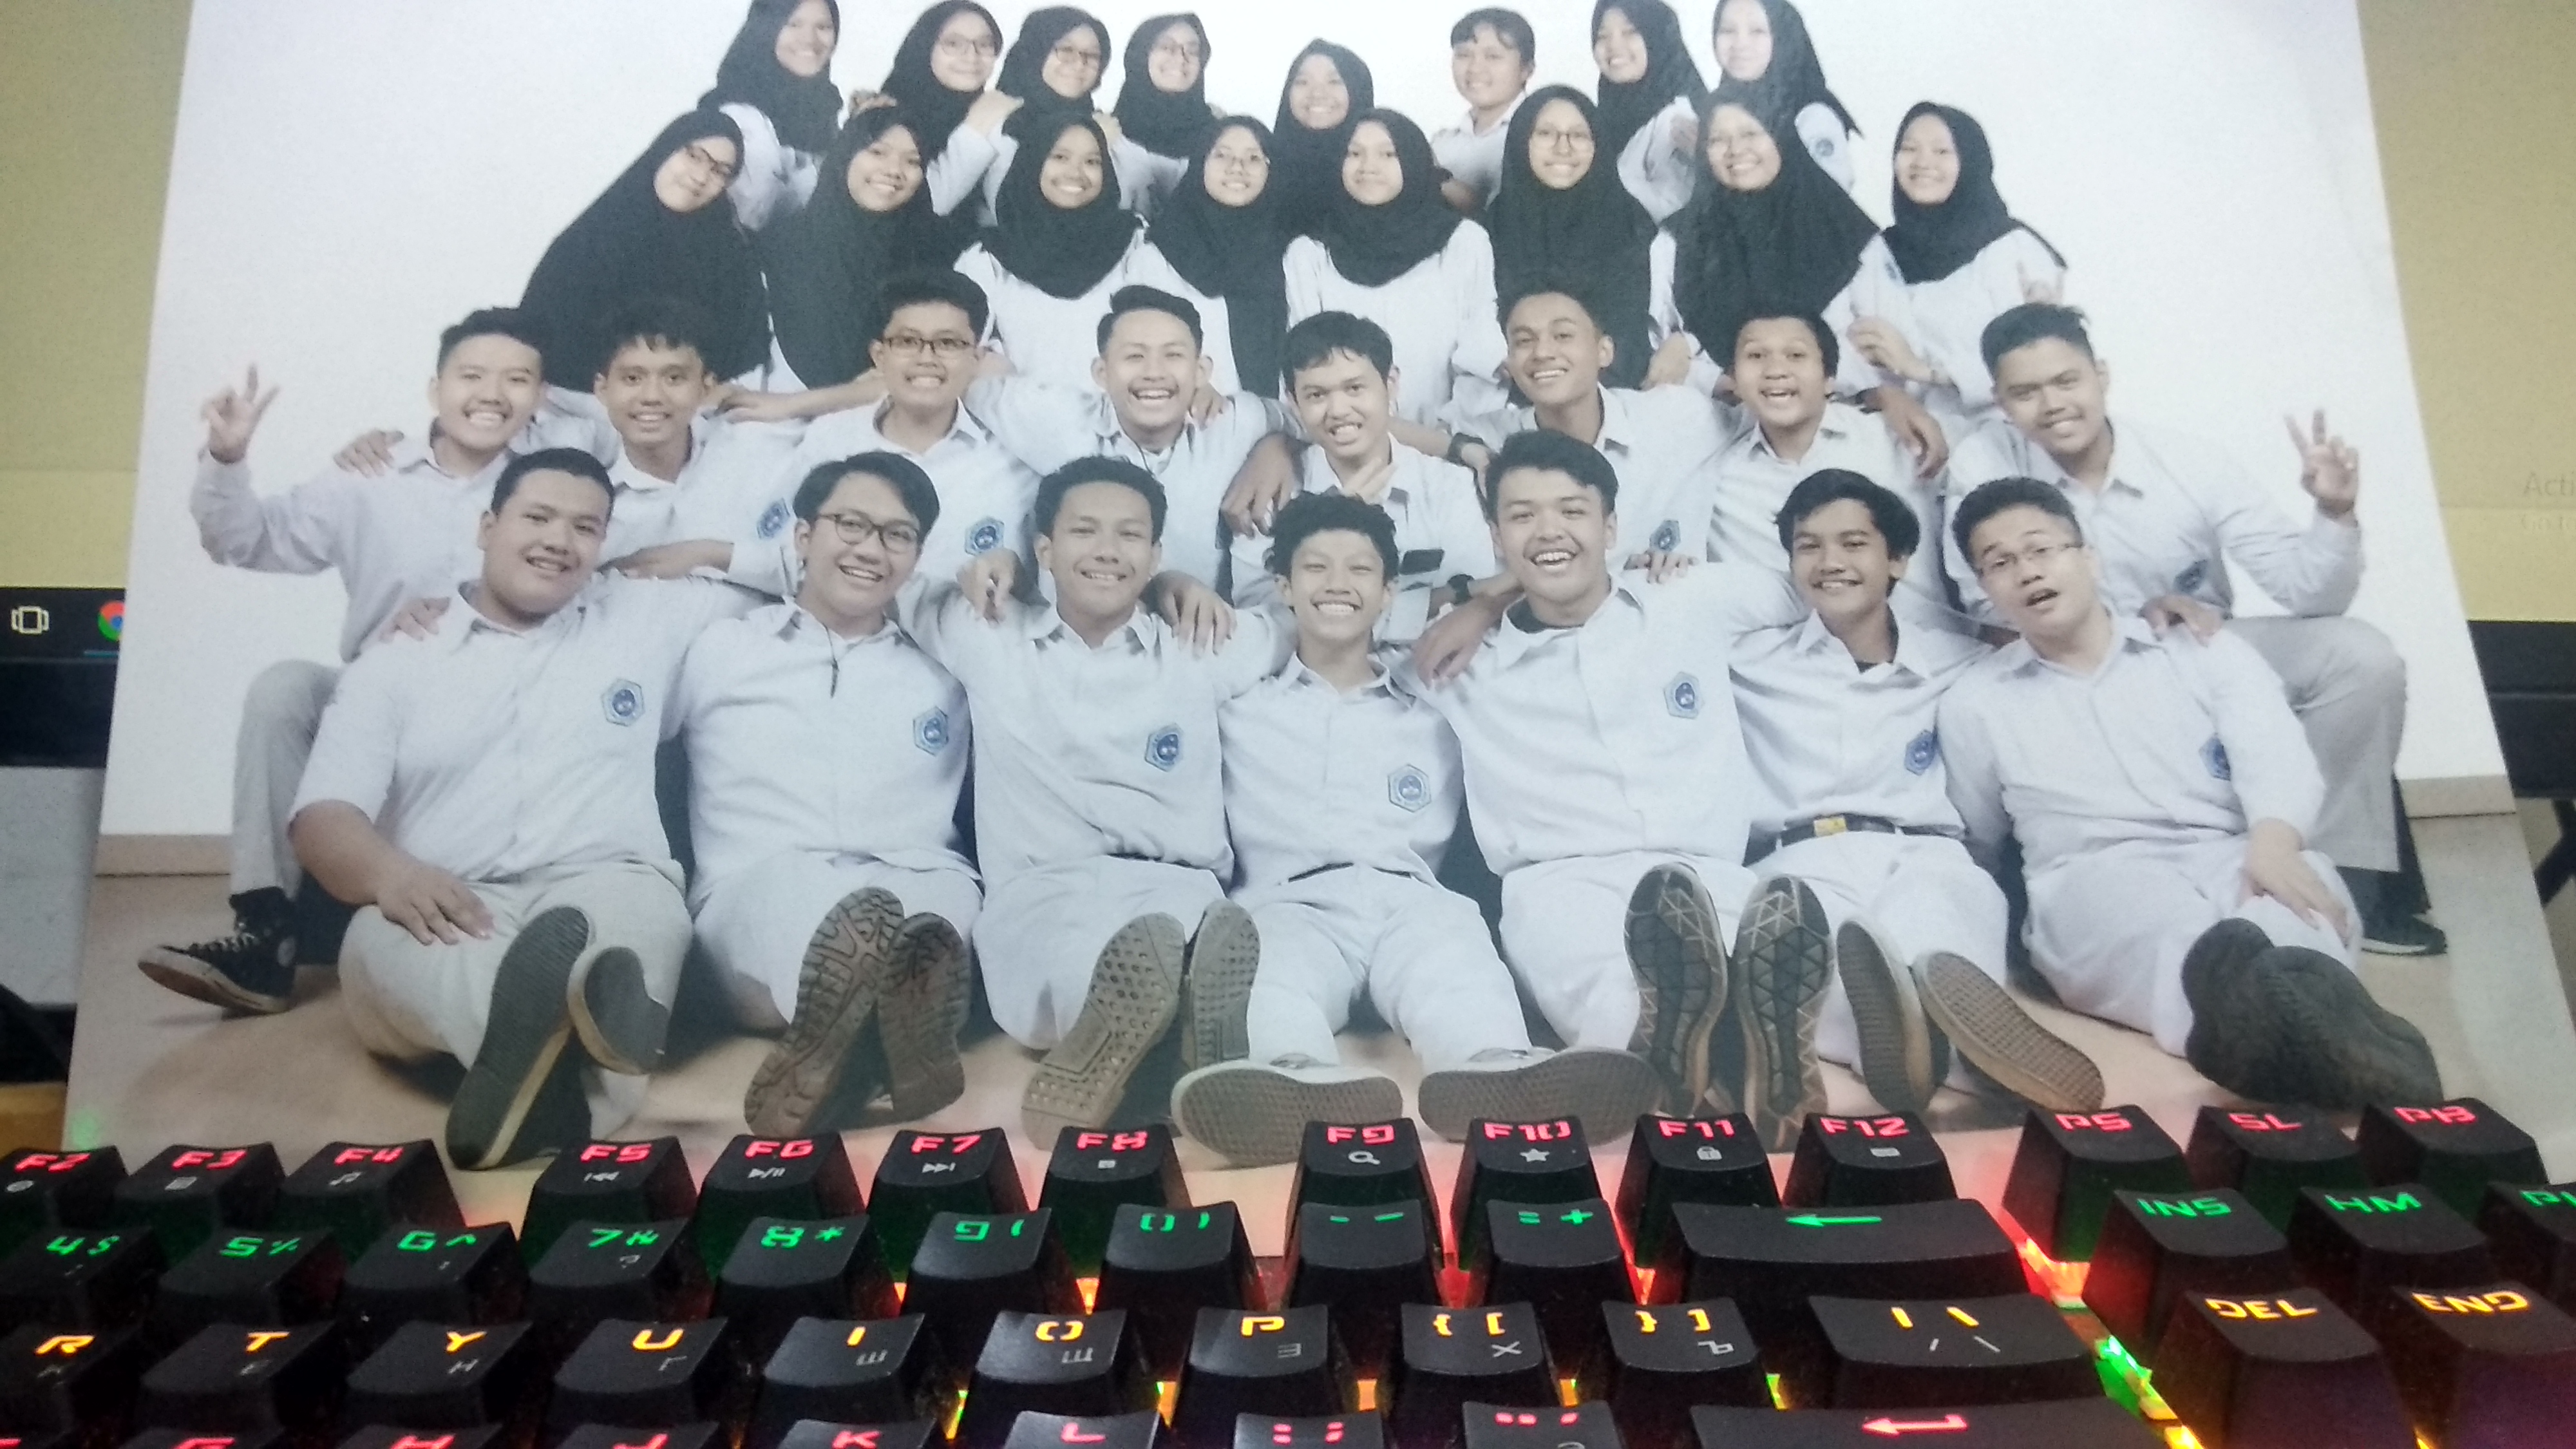 Acti
F2 F3 F4 F5 F6 F7 F8 F9 F10 F11 F12 PS SL PB
4 $ 5 % 6 ^ 7 & 8 * 9 ( 0 ) - _ = + ← INS HM
R T Y U I O P { [ } ] | \ DEL END
К Е Н Г Ш Щ З Х Ъ / \
K L : ;